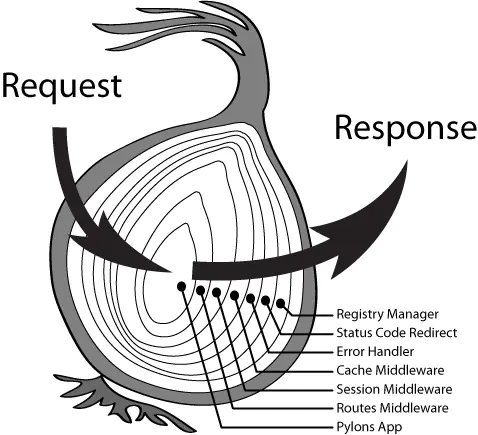 Request
Response
Registry Manager
Status Code Redirect
Error Handler
Cache Middleware
Session Middleware
Routes Middleware
Pylons App